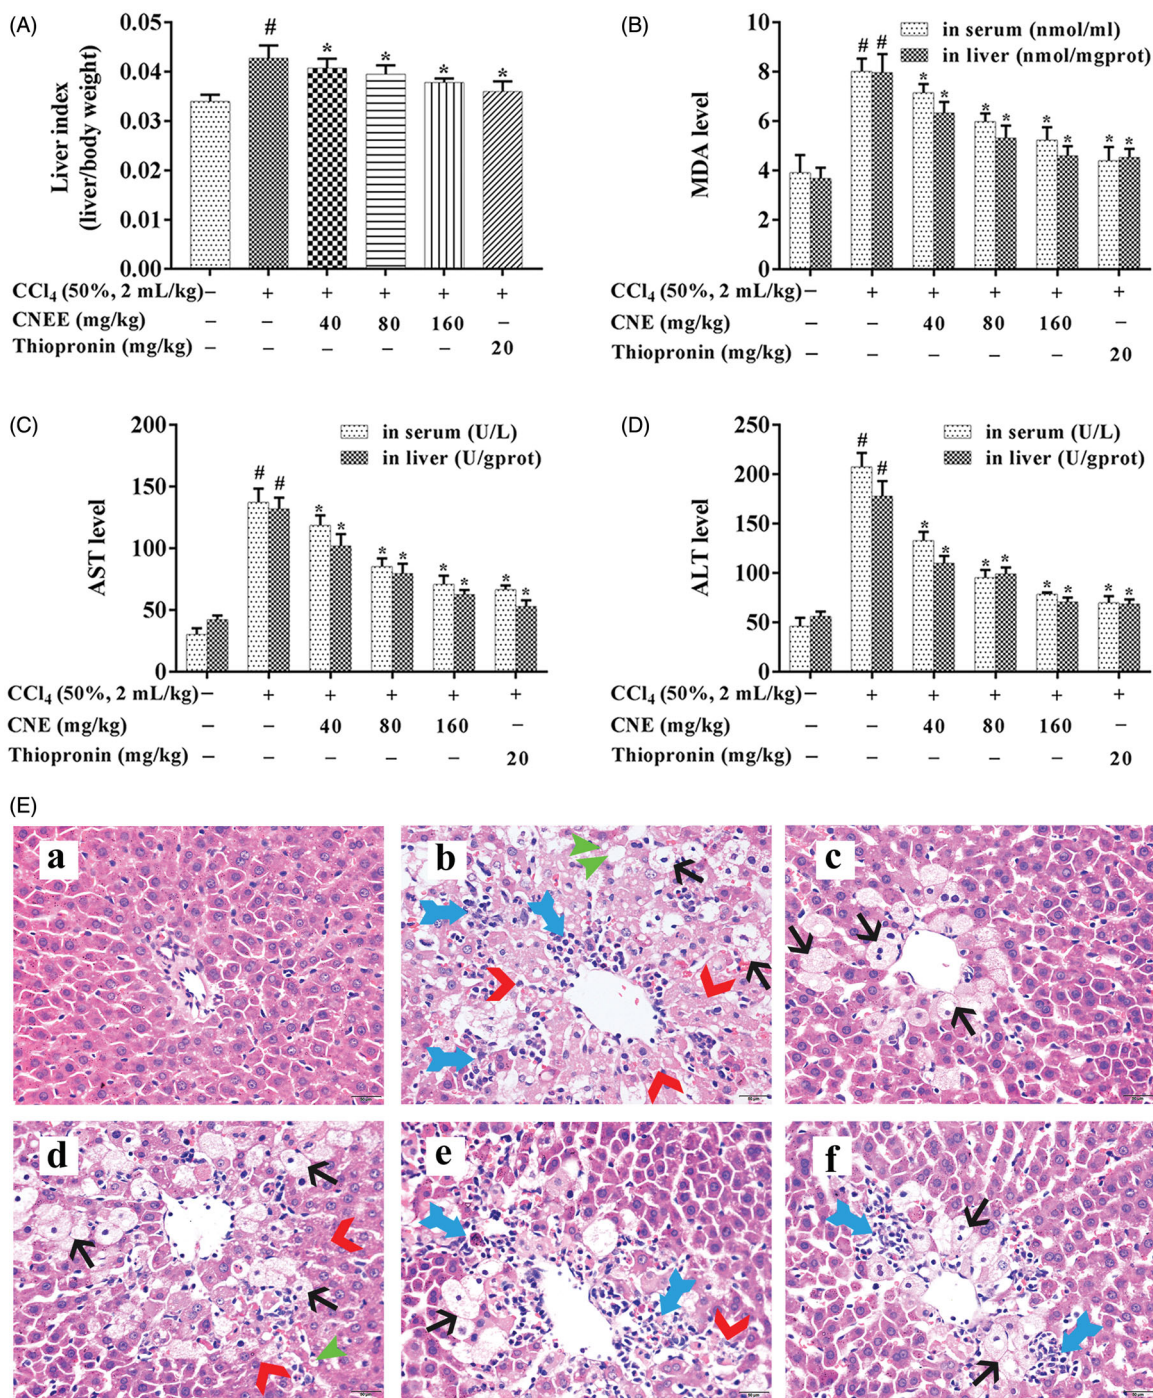 (A)
Liver index
(liver/body weight)
0.05
0.04
0.03
0.02
0.01
0.00
#
*
*
*
*
CCl4 (50%, 2 mL/kg) – + + + + +
CNEE (mg/kg) – – 40 80 160 –
Thiopronin (mg/kg) – – – – – 20
(B)
MDA level
10
8
6
4
2
0
in serum (nmol/ml)
in liver (nmol/mgprot)
# #
* *
* *
* *
* *
CCl4 (50%, 2 mL/kg) – + + + + +
CNE (mg/kg) – – 40 80 160 –
Thiopronin (mg/kg) – – – – – 20
(C)
AST level
200
150
100
50
0
in serum (U/L)
in liver (U/gprot)
# #
* *
* *
* *
* *
CCl4 (50%, 2 mL/kg) – + + + + +
CNE (mg/kg) – – 40 80 160 –
Thiopronin (mg/kg) – – – – – 20
(D)
ALT level
250
200
150
100
50
0
in serum (U/L)
in liver (U/gprot)
# #
* *
* *
* *
* *
CCl4 (50%, 2 mL/kg) – + + + + +
CNE (mg/kg) – – 40 80 160 –
Thiopronin (mg/kg) – – – – – 20
(E)
a
b
c
d
e
f